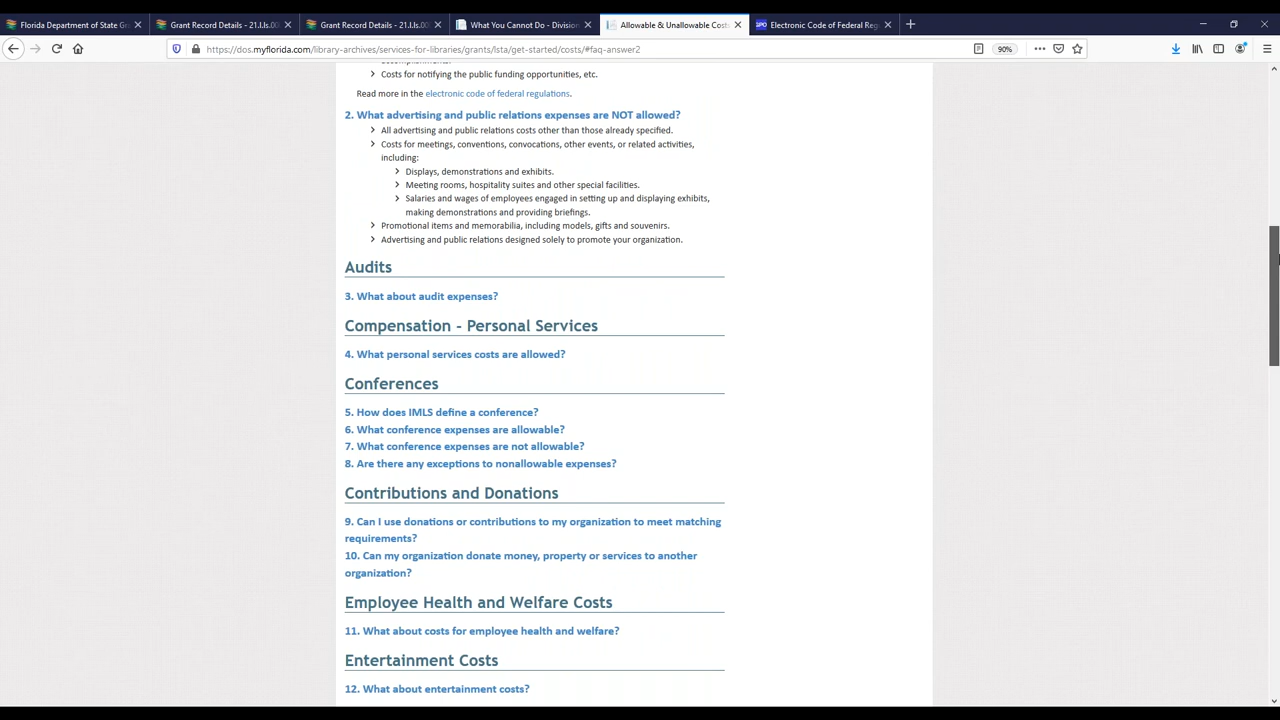 Florida Department of State Gr
Grant Record Details - 21.I.ls.00
Grant Record Details - 21.I.ls.00
What You Cannot Do - Division
Allowable & Unallowable Costs
Electronic Code of Federal Reg
https://dos.myflorida.com/library-archives/services-for-libraries/grants/lsta/get-started/costs/#faq-answer2
90%
Costs for notifying the public funding opportunities, etc.
Read more in the electronic code of federal regulations.
2. What advertising and public relations expenses are NOT allowed?
All advertising and public relations costs other than those already specified.
Costs for meetings, conventions, convocations, other events, or related activities,
including:
Displays, demonstrations and exhibits.
Meeting rooms, hospitality suites and other special facilities.
Salaries and wages of employees engaged in setting up and displaying exhibits,
making demonstrations and providing briefings.
Promotional items and memorabilia, including models, gifts and souvenirs.
Advertising and public relations designed solely to promote your organization.
Audits
3. What about audit expenses?
Compensation - Personal Services
4. What personal services costs are allowed?
Conferences
5. How does IMLS define a conference?
6. What conference expenses are allowable?
7. What conference expenses are not allowable?
8. Are there any exceptions to nonallowable expenses?
Contributions and Donations
9. Can I use donations or contributions to my organization to meet matching
requirements?
10. Can my organization donate money, property or services to another
organization?
Employee Health and Welfare Costs
11. What about costs for employee health and welfare?
Entertainment Costs
12. What about entertainment costs?